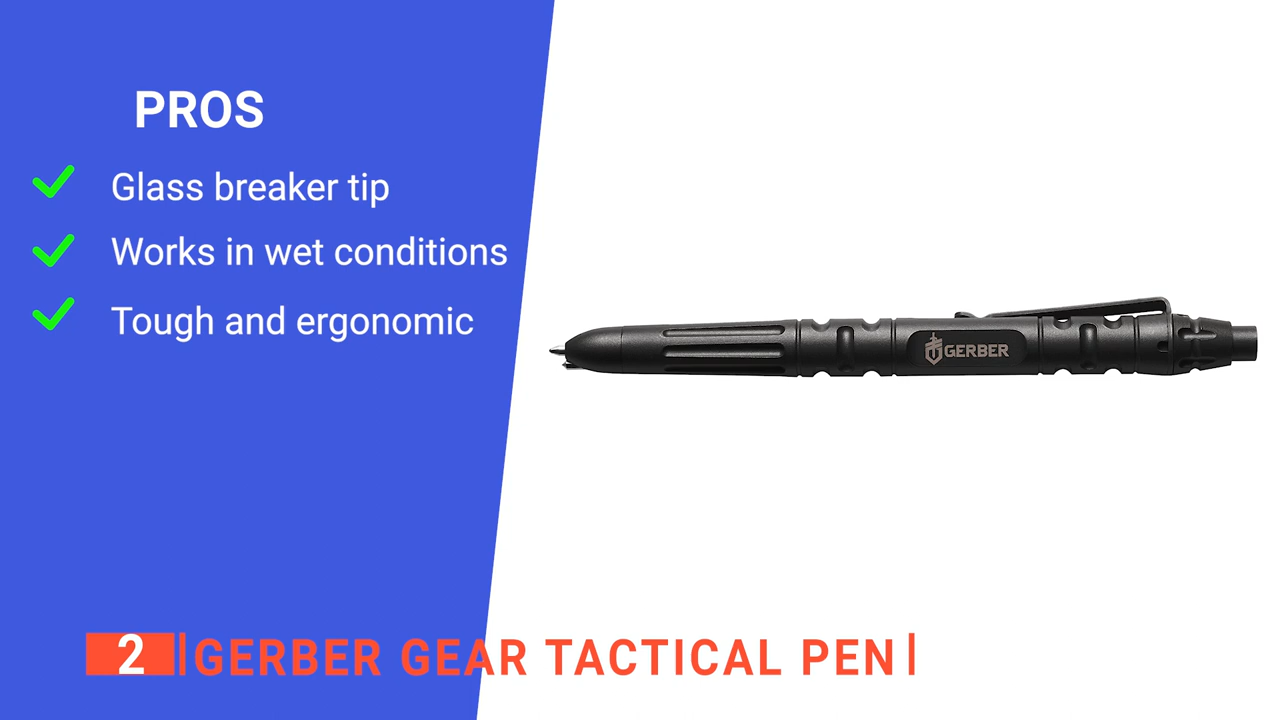 PROS
Glass breaker tip
Works in wet conditions
Tough and ergonomic
GERBER
2 |GERBER GEAR TACTICAL PEN|